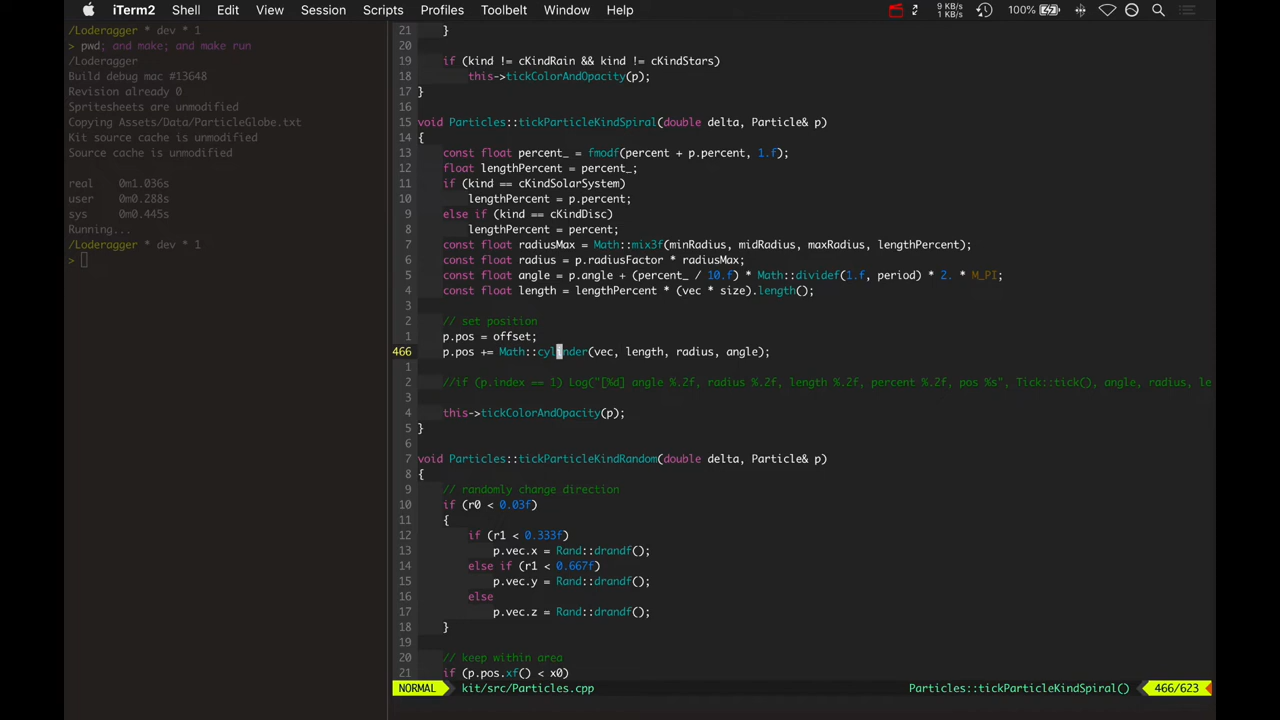 iTerm2 Shell Edit View Session Scripts Profiles Toolbelt Window Help 9 KB/s 1 KB/s 100%
/Loderagger * dev * 1
> pwd; and make; and make run
/Loderagger
Build debug mac #13648
Revision already 0
Spritesheets are unmodified
Copying Assets/Data/ParticleGlobe.txt
Kit source cache is unmodified
Source cache is unmodified
real 0m1.036s
user 0m0.288s
sys 0m0.445s
Running...
/Loderagger * dev * 1
>
21 }
20
19 if (kind != cKindRain && kind != cKindStars)
18 this->tickColorAndOpacity(p);
17 }
16
15 void Particles::tickParticleKindSpiral(double delta, Particle& p)
14 {
13 const float percent_ = fmodf(percent + p.percent, 1.f);
12 float lengthPercent = percent_;
11 if (kind == cKindSolarSystem)
10 lengthPercent = p.percent;
9 else if (kind == cKindDisc)
8 lengthPercent = percent;
7 const float radiusMax = Math::mix3f(minRadius, midRadius, maxRadius, lengthPercent);
6 const float radius = p.radiusFactor * radiusMax;
5 const float angle = p.angle + (percent_ / 10.f) * Math::dividef(1.f, period) * 2. * M_PI;
4 const float length = lengthPercent * (vec * size).length();
3
2 // set position
1 p.pos = offset;
466 p.pos += Math::cylinder(vec, length, radius, angle);
1
2 //if (p.index == 1) Log("[%d] angle %.2f, radius %.2f, length %.2f, percent %.2f, pos %s", Tick::tick(), angle, radius, le
3
4 this->tickColorAndOpacity(p);
5 }
6
7 void Particles::tickParticleKindRandom(double delta, Particle& p)
8 {
9 // randomly change direction
10 if (r0 < 0.03f)
11 {
12 if (r1 < 0.333f)
13 p.vec.x = Rand::drandf();
14 else if (r1 < 0.667f)
15 p.vec.y = Rand::drandf();
16 else
17 p.vec.z = Rand::drandf();
18 }
19
20 // keep within area
21 if (p.pos.xf() < x0)
NORMAL kit/src/Particles.cpp Particles::tickParticleKindSpiral() 466/623